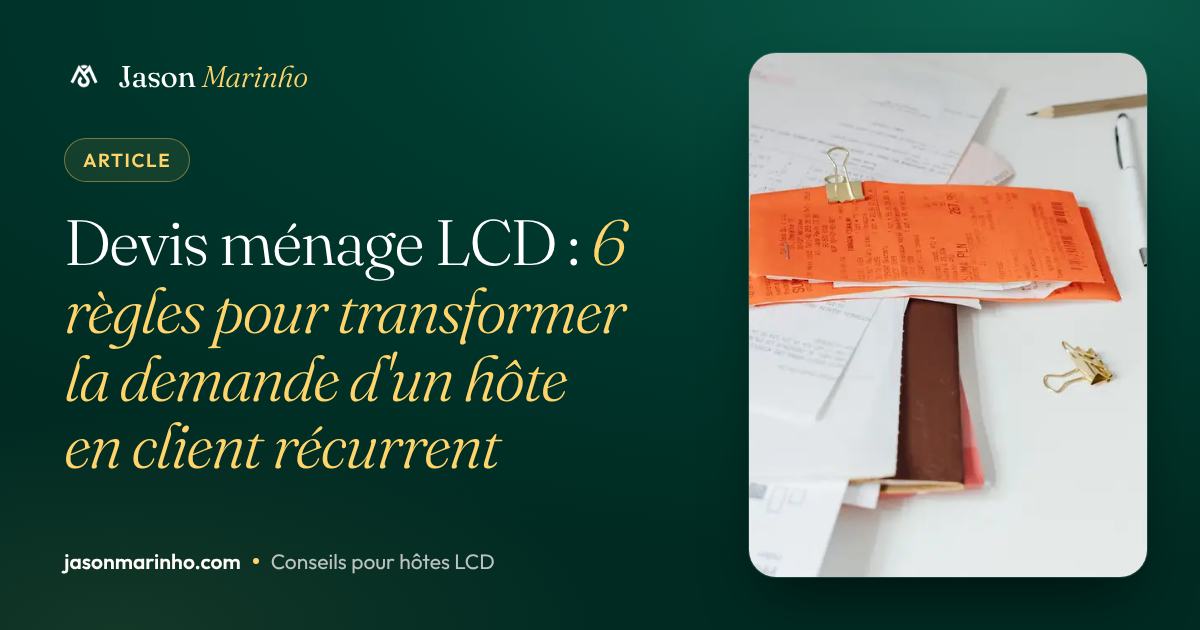 Jason Marinho
ARTICLE
Devis ménage LCD : 6
règles pour transformer
la demande d'un hôte
en client récurrent
jasonmarinho.com • Conseils pour hôtes LCD